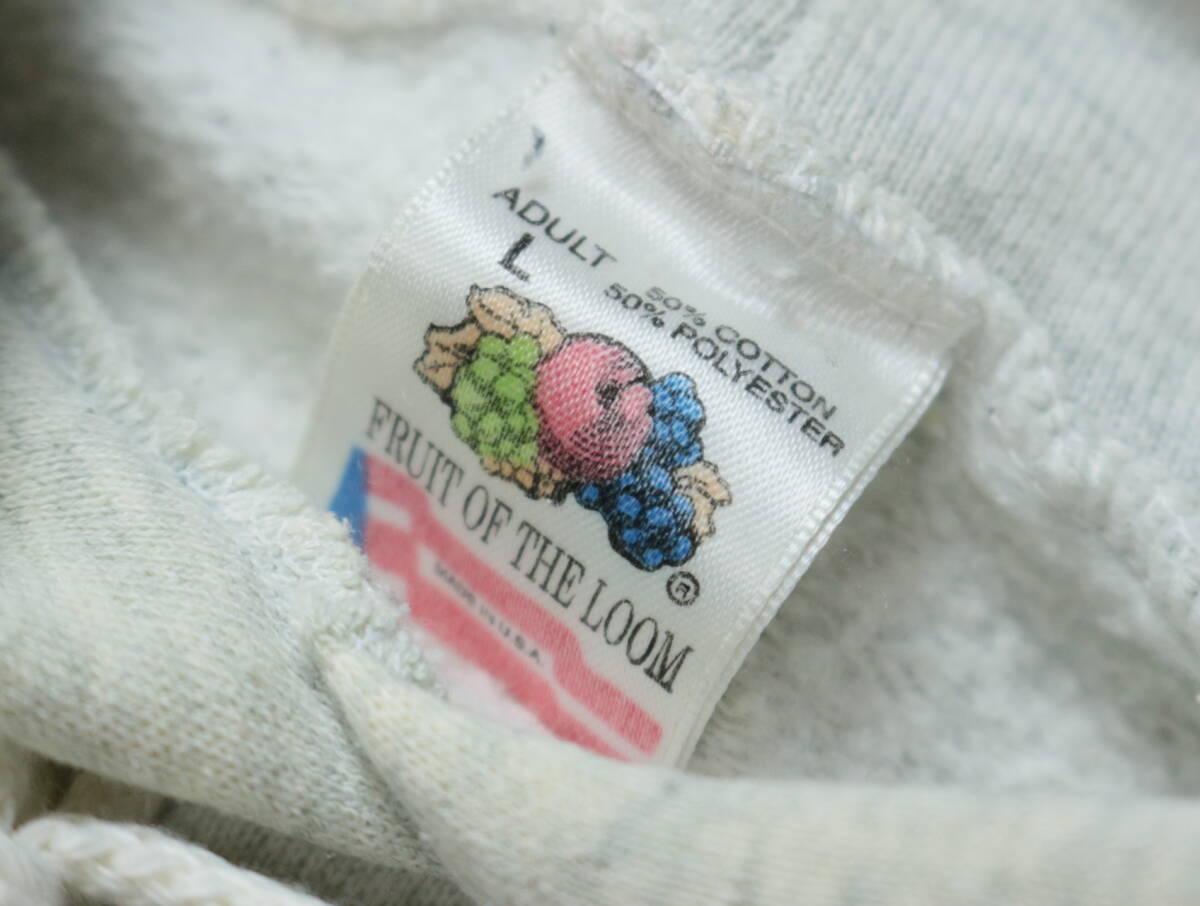 ADULT
L
50% COTTON
50% POLYESTER
FRUIT OF THE LOOM
®
MADE IN U.S.A.